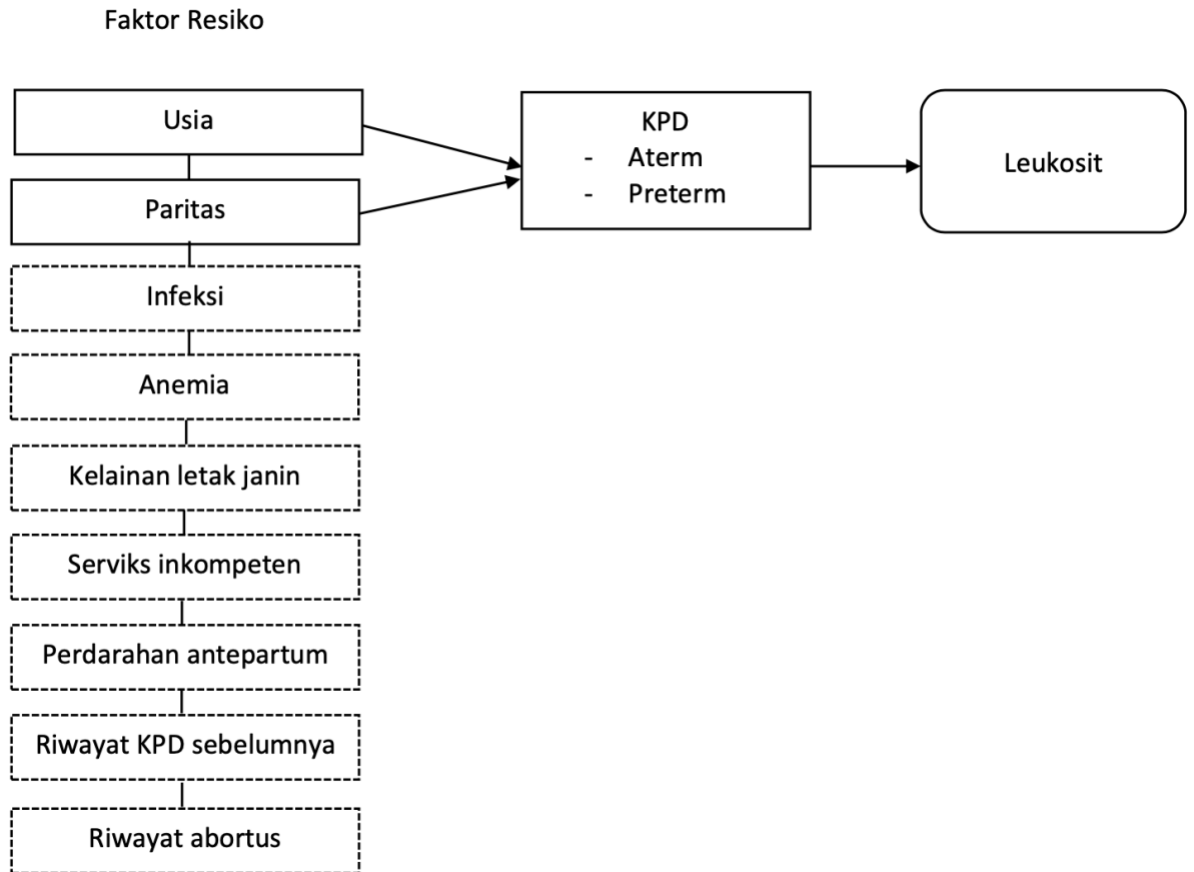 Faktor Resiko
Usia
Paritas
Infeksi
Anemia
Kelainan letak janin
Serviks inkompeten
Perdarahan antepartum
Riwayat KPD sebelumnya
Riwayat abortus
KPD
- Aterm
- Preterm
Leukosit